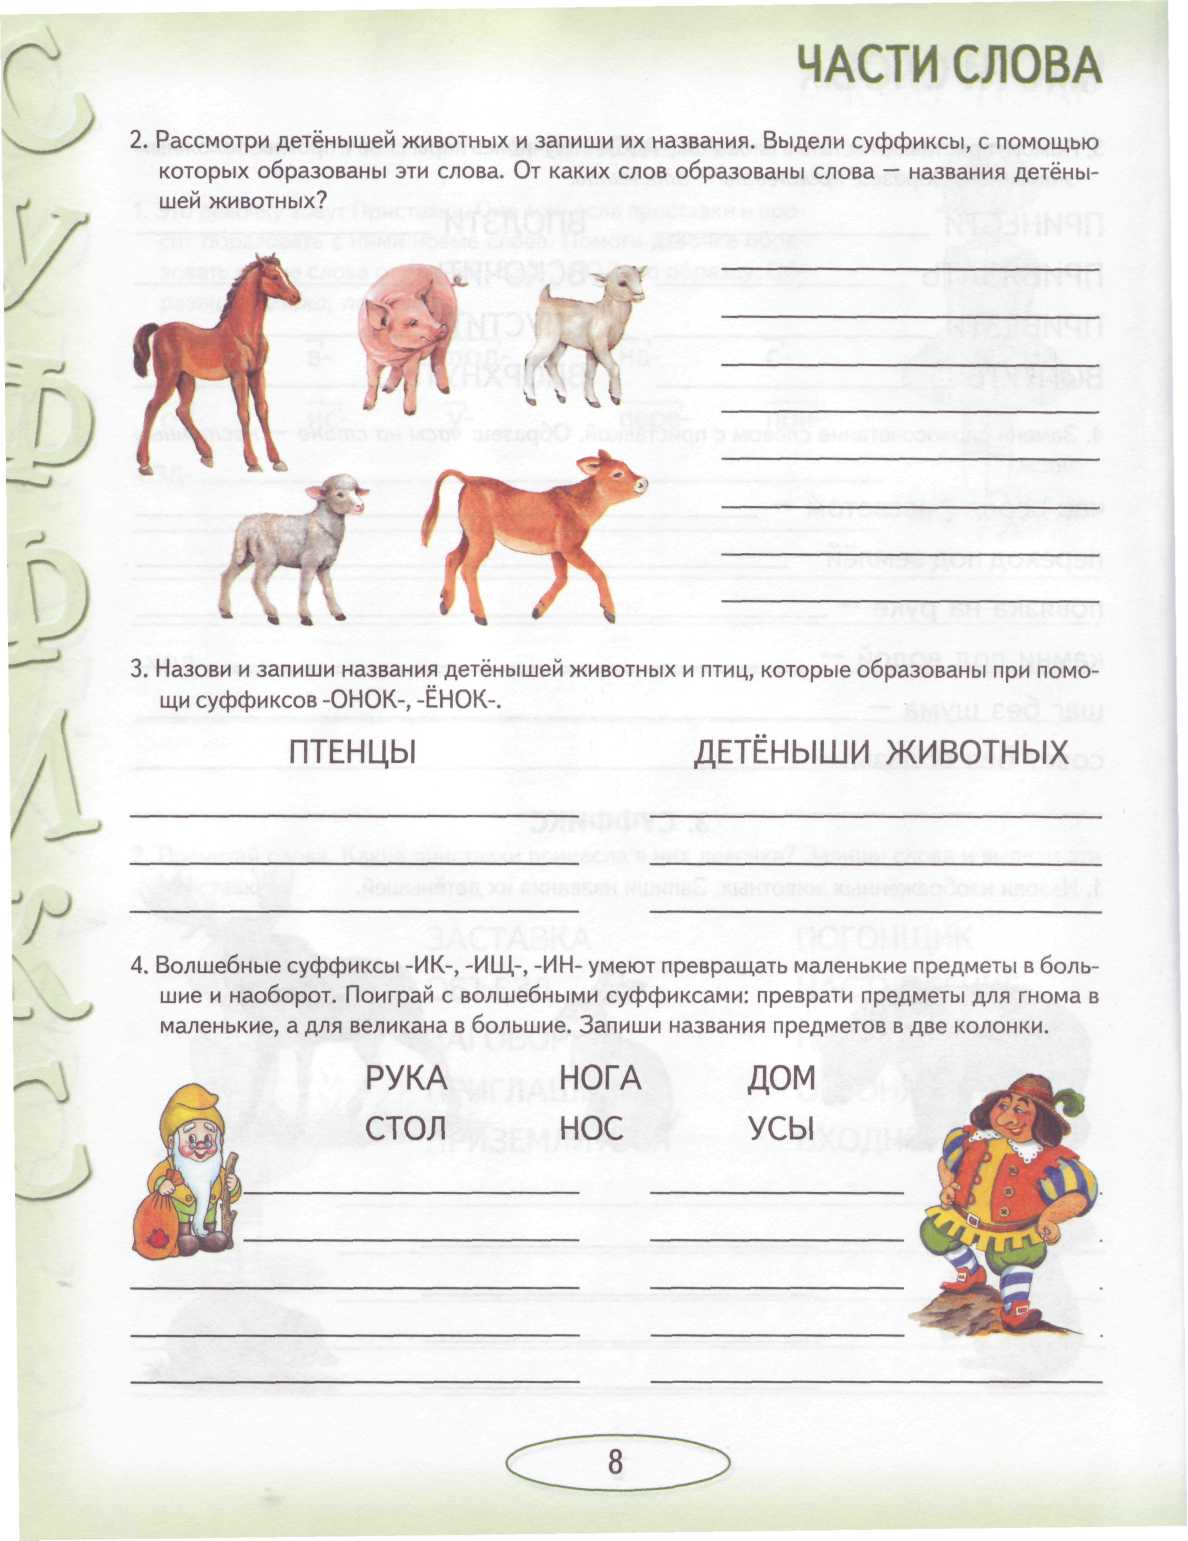 ЧАСТИ СЛОВА
2. Рассмотри детёнышей животных и запиши их названия. Выдели суффиксы, с помощью
которых образованы эти слова. От каких слов образованы слова — названия детёны-
шей животных?
3. Назови и запиши названия детёнышей животных и птиц, которые образованы при помо-
щи суффиксов -ОНОК-, -ЁНОК-.
ПТЕНЦЫ ДЕТЁНЫШИ ЖИВОТНЫХ
4. Волшебные суффиксы -ИК-, -ИЩ-, -ИН- умеют превращать маленькие предметы в боль-
шие и наоборот. Поиграй с волшебными суффиксами: преврати предметы для гнома в
маленькие, а для великана в большие. Запиши названия предметов в две колонки.
РУКА НОГА ДОМ
СТОЛ НОС УСЫ
8
СУФФИКС